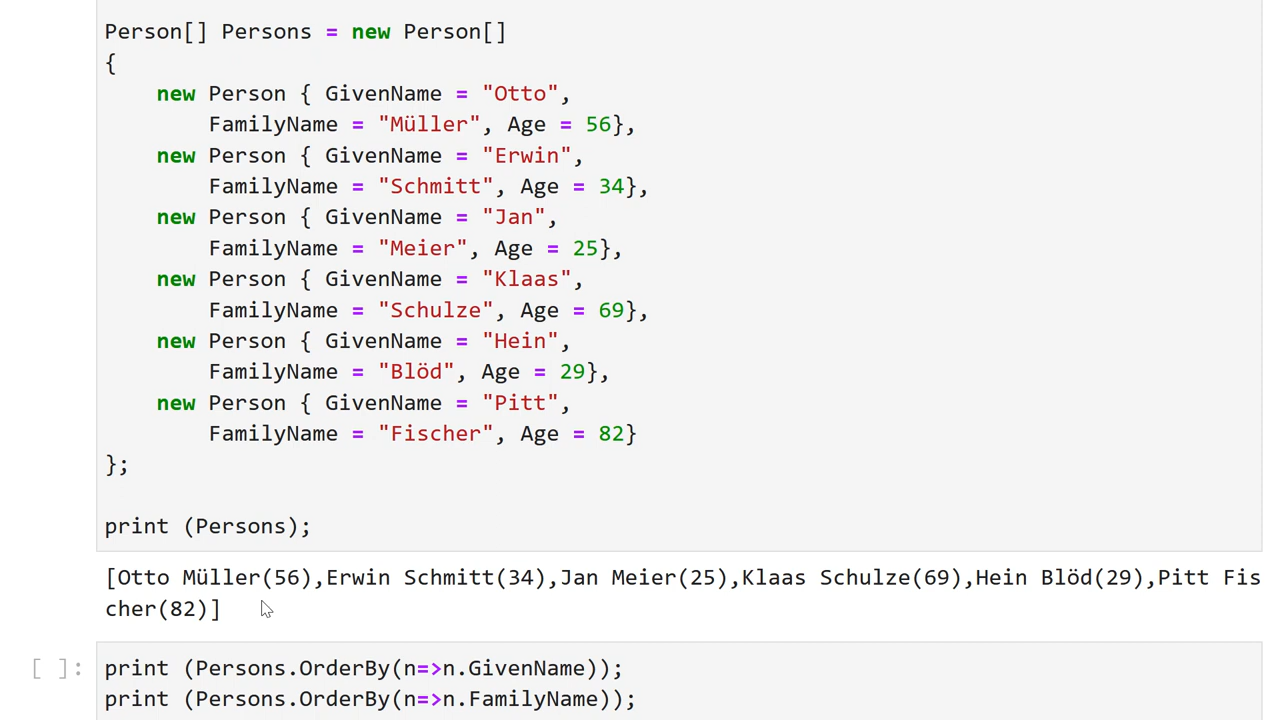 Person[] Persons = new Person[]
{
new Person { GivenName = "Otto",
FamilyName = "Müller", Age = 56},
new Person { GivenName = "Erwin",
FamilyName = "Schmitt", Age = 34},
new Person { GivenName = "Jan",
FamilyName = "Meier", Age = 25},
new Person { GivenName = "Klaas",
FamilyName = "Schulze", Age = 69},
new Person { GivenName = "Hein",
FamilyName = "Blöd", Age = 29},
new Person { GivenName = "Pitt",
FamilyName = "Fischer", Age = 82}
};
print (Persons);
[Otto Müller(56),Erwin Schmitt(34),Jan Meier(25),Klaas Schulze(69),Hein Blöd(29),Pitt Fis
cher(82)]
[ ]: print (Persons.OrderBy(n=>n.GivenName));
print (Persons.OrderBy(n=>n.FamilyName));